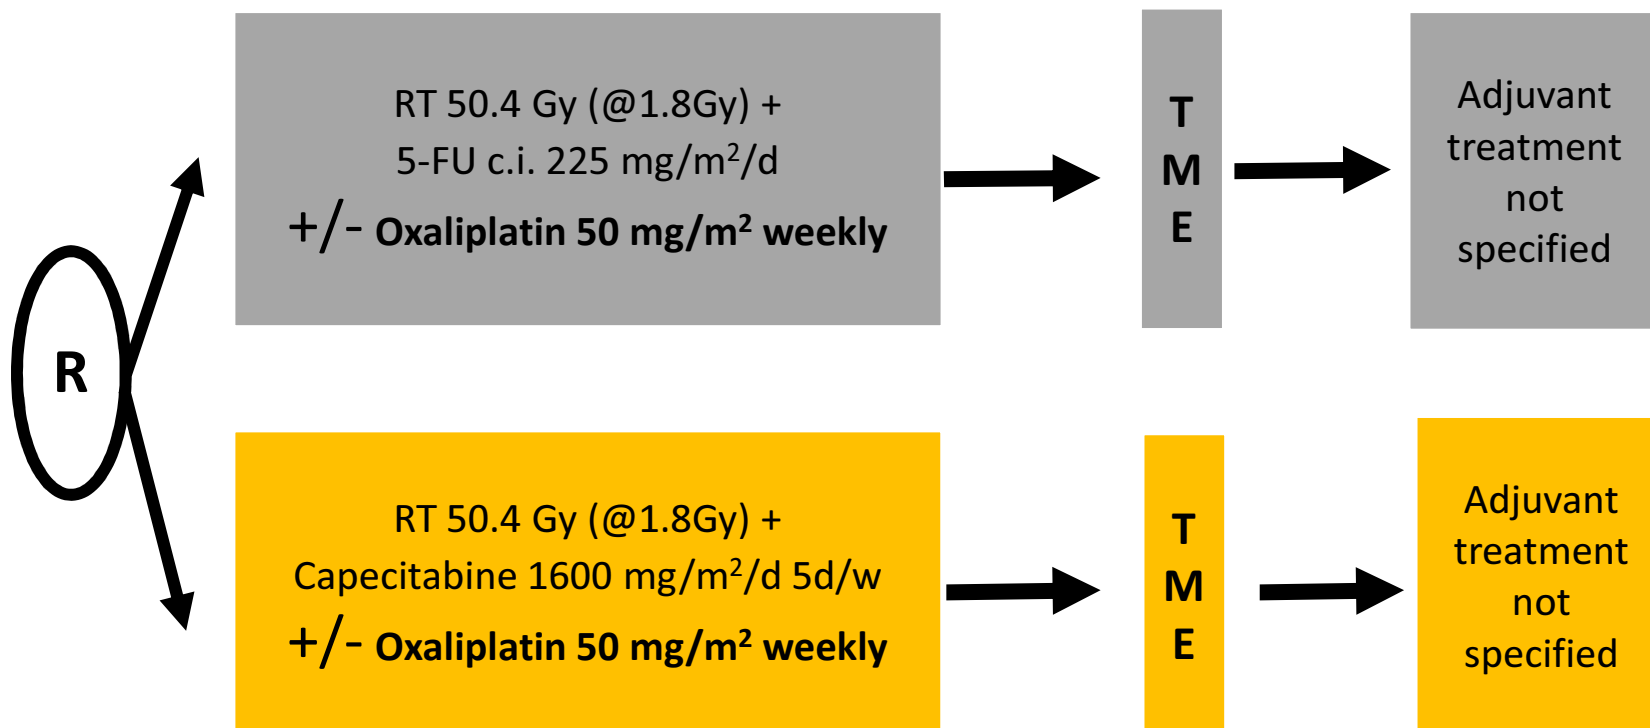 R
RT 50.4 Gy (@1.8Gy) +
5-FU c.i. 225 mg/m²/d
+/- Oxaliplatin 50 mg/m² weekly
T
M
E
Adjuvant
treatment
not
specified
RT 50.4 Gy (@1.8Gy) +
Capecitabine 1600 mg/m²/d 5d/w
+/- Oxaliplatin 50 mg/m² weekly
T
M
E
Adjuvant
treatment
not
specified